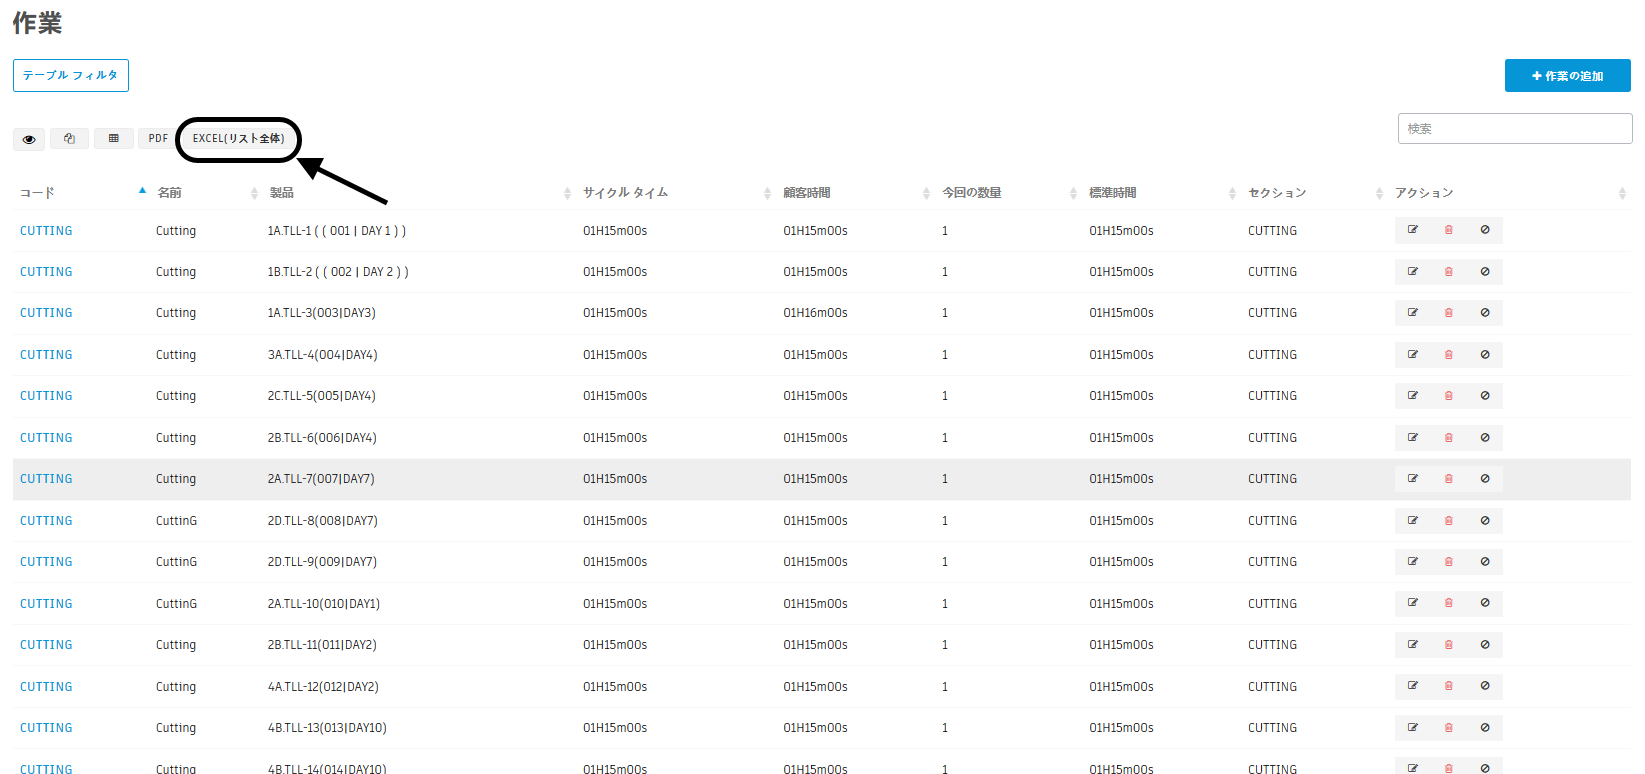 作業
テーブル フィルタ
作業の追加
PDF EXCEL(リスト全体)
検索
コード 名前 製品 サイクル タイム 顧客時間 今回の数量 標準時間 セクション アクション
CUTTING Cutting 1A.TLL-1 ( ( 001 | DAY 1 ) ) 01H15m00s 01H15m00s 1 01H15m00s CUTTING
CUTTING Cutting 1B.TLL-2 ( ( 002 | DAY 2 ) ) 01H15m00s 01H15m00s 1 01H15m00s CUTTING
CUTTING Cutting 1A.TLL-3(003|DAY3) 01H15m00s 01H16m00s 1 01H15m00s CUTTING
CUTTING Cutting 3A.TLL-4(004|DAY4) 01H15m00s 01H15m00s 1 01H15m00s CUTTING
CUTTING Cutting 2C.TLL-5(005|DAY4) 01H15m00s 01H15m00s 1 01H15m00s CUTTING
CUTTING Cutting 2B.TLL-6(006|DAY4) 01H15m00s 01H15m00s 1 01H15m00s CUTTING
CUTTING Cutting 2A.TLL-7(007|DAY7) 01H15m00s 01H15m00s 1 01H15m00s CUTTING
CUTTING CuttinG 2D.TLL-8(008|DAY7) 01H15m00s 01H15m00s 1 01H15m00s CUTTING
CUTTING CuttinG 2D.TLL-9(009|DAY7) 01H15m00s 01H15m00s 1 01H15m00s CUTTING
CUTTING CuttinG 2A.TLL-10(010|DAY1) 01H15m00s 01H15m00s 1 01H15m00s CUTTING
CUTTING Cutting 2B.TLL-11(011|DAY2) 01H15m00s 01H15m00s 1 01H15m00s CUTTING
CUTTING Cutting 4A.TLL-12(012|DAY2) 01H15m00s 01H15m00s 1 01H15m00s CUTTING
CUTTING Cutting 4B.TLL-13(013|DAY10) 01H15m00s 01H15m00s 1 01H15m00s CUTTING
CUTTING Cutting 4B.TLL-14(014|DAY10) 01H15m00s 01H15m00s 1 01H15m00s CUTTING